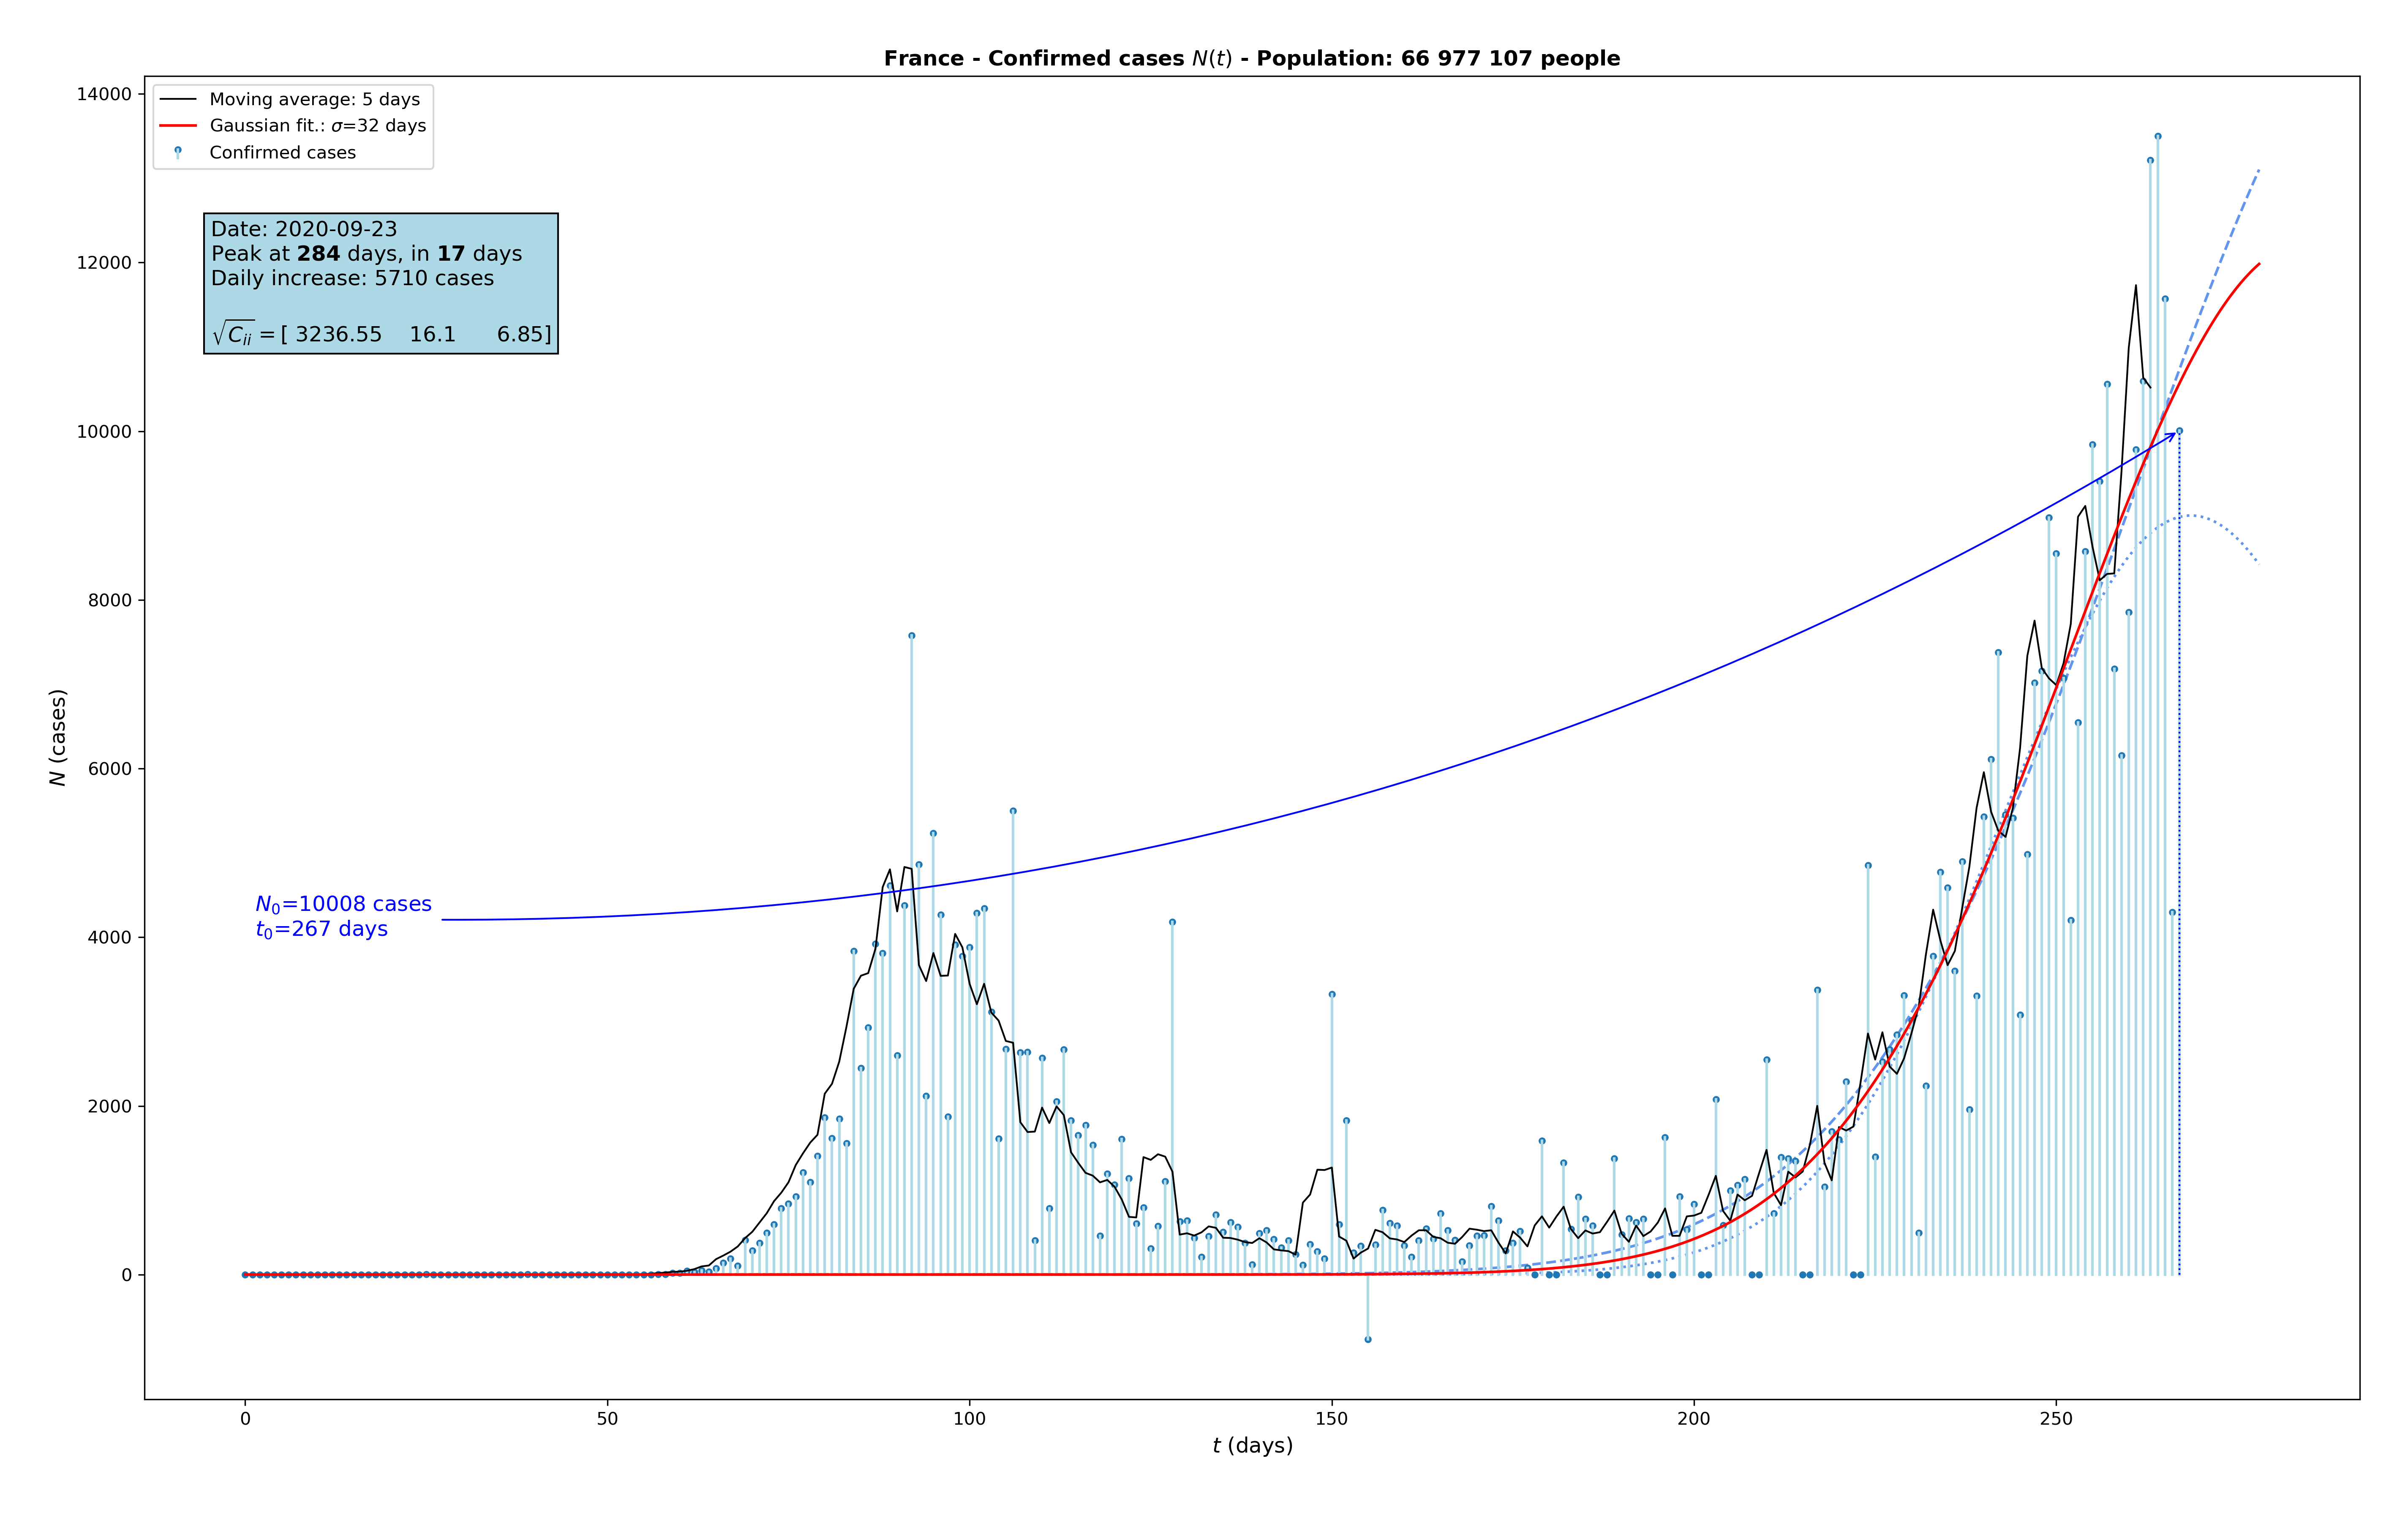 France - Confirmed cases N(t) - Population: 66 977 107 people
Moving average: 5 days
Gaussian fit.: σ=32 days
Confirmed cases
Date: 2020-09-23
Peak at 284 days, in 17 days
Daily increase: 5710 cases
√Cᵢᵢ = [ 3236.55 16.1 6.85]
N₀=10008 cases
t₀=267 days
N (cases)
14000
12000
10000
8000
6000
4000
2000
0
0 50 100 150 200 250
t (days)